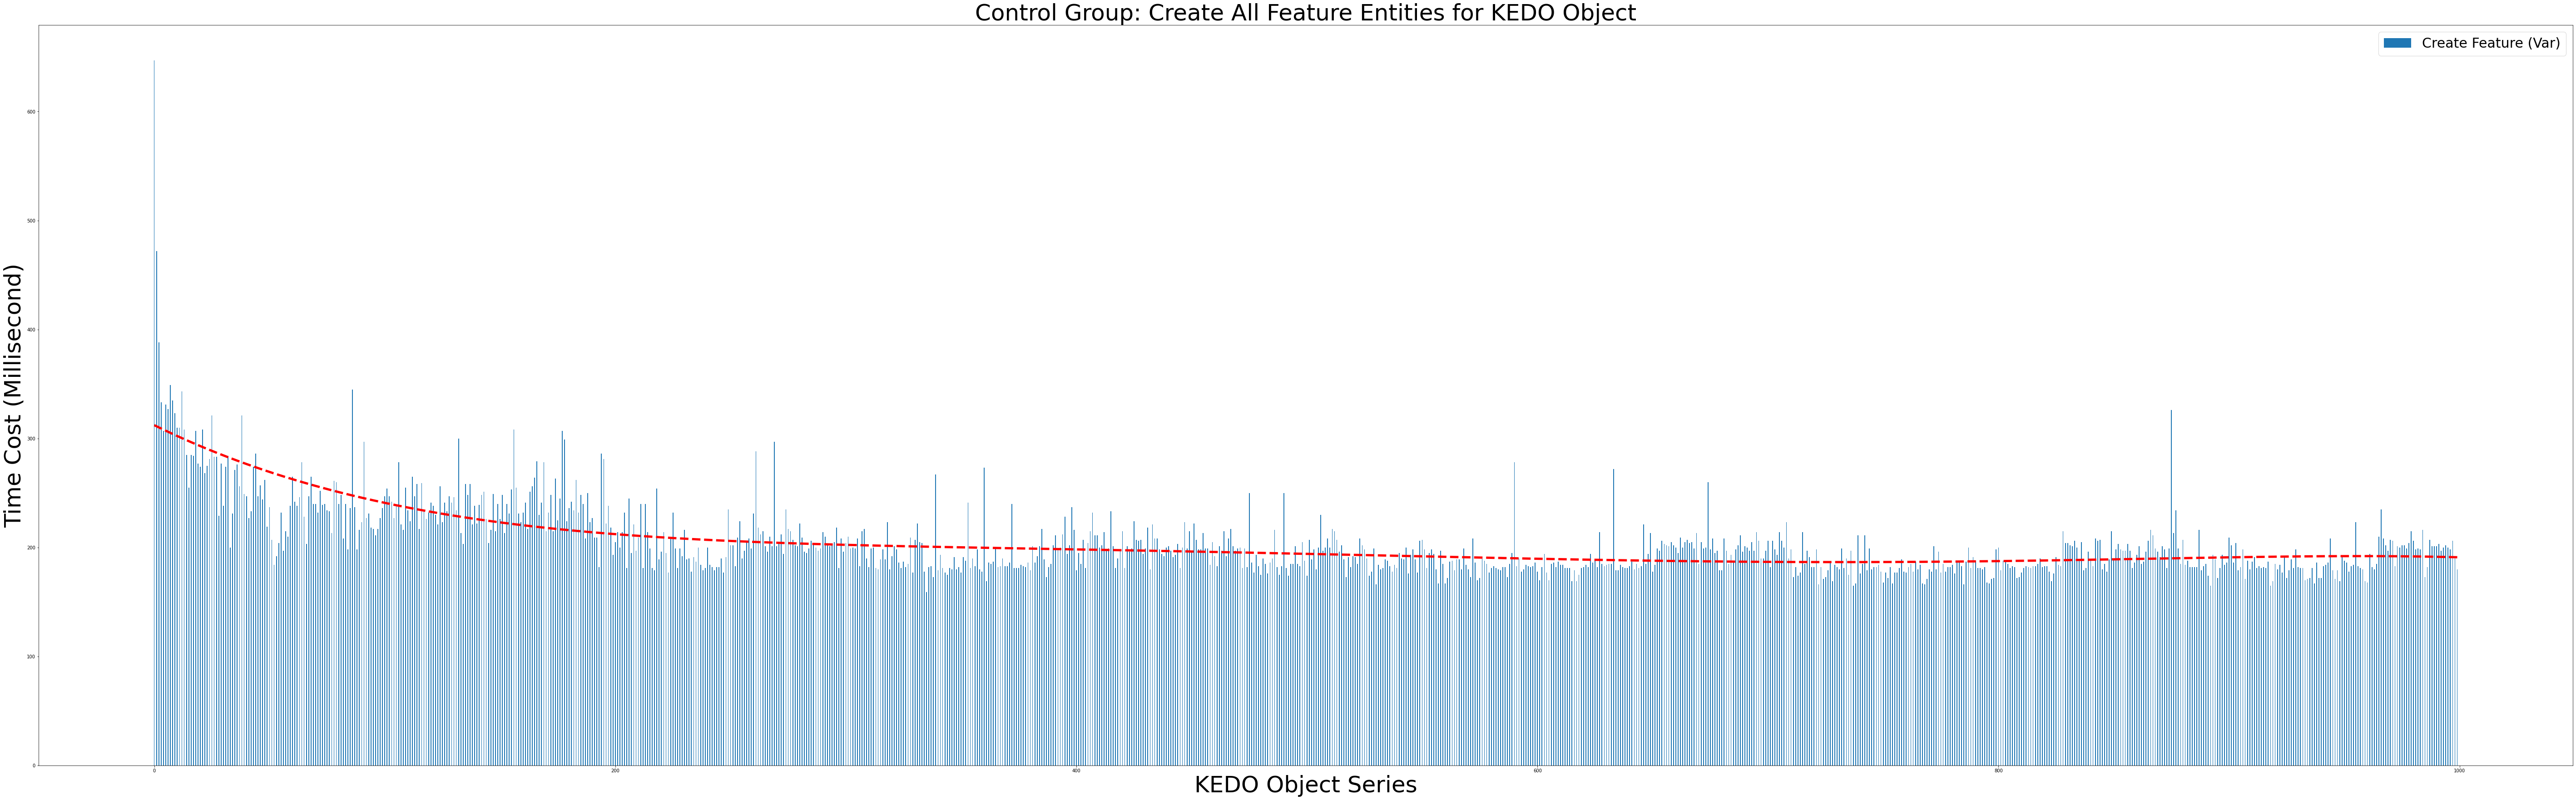 Control Group: Create All Feature Entities for KEDO Object
Create Feature (Var)
Time Cost (Millisecond)
600
500
400
300
200
100
0
0 200 400 600 800 1000
KEDO Object Series